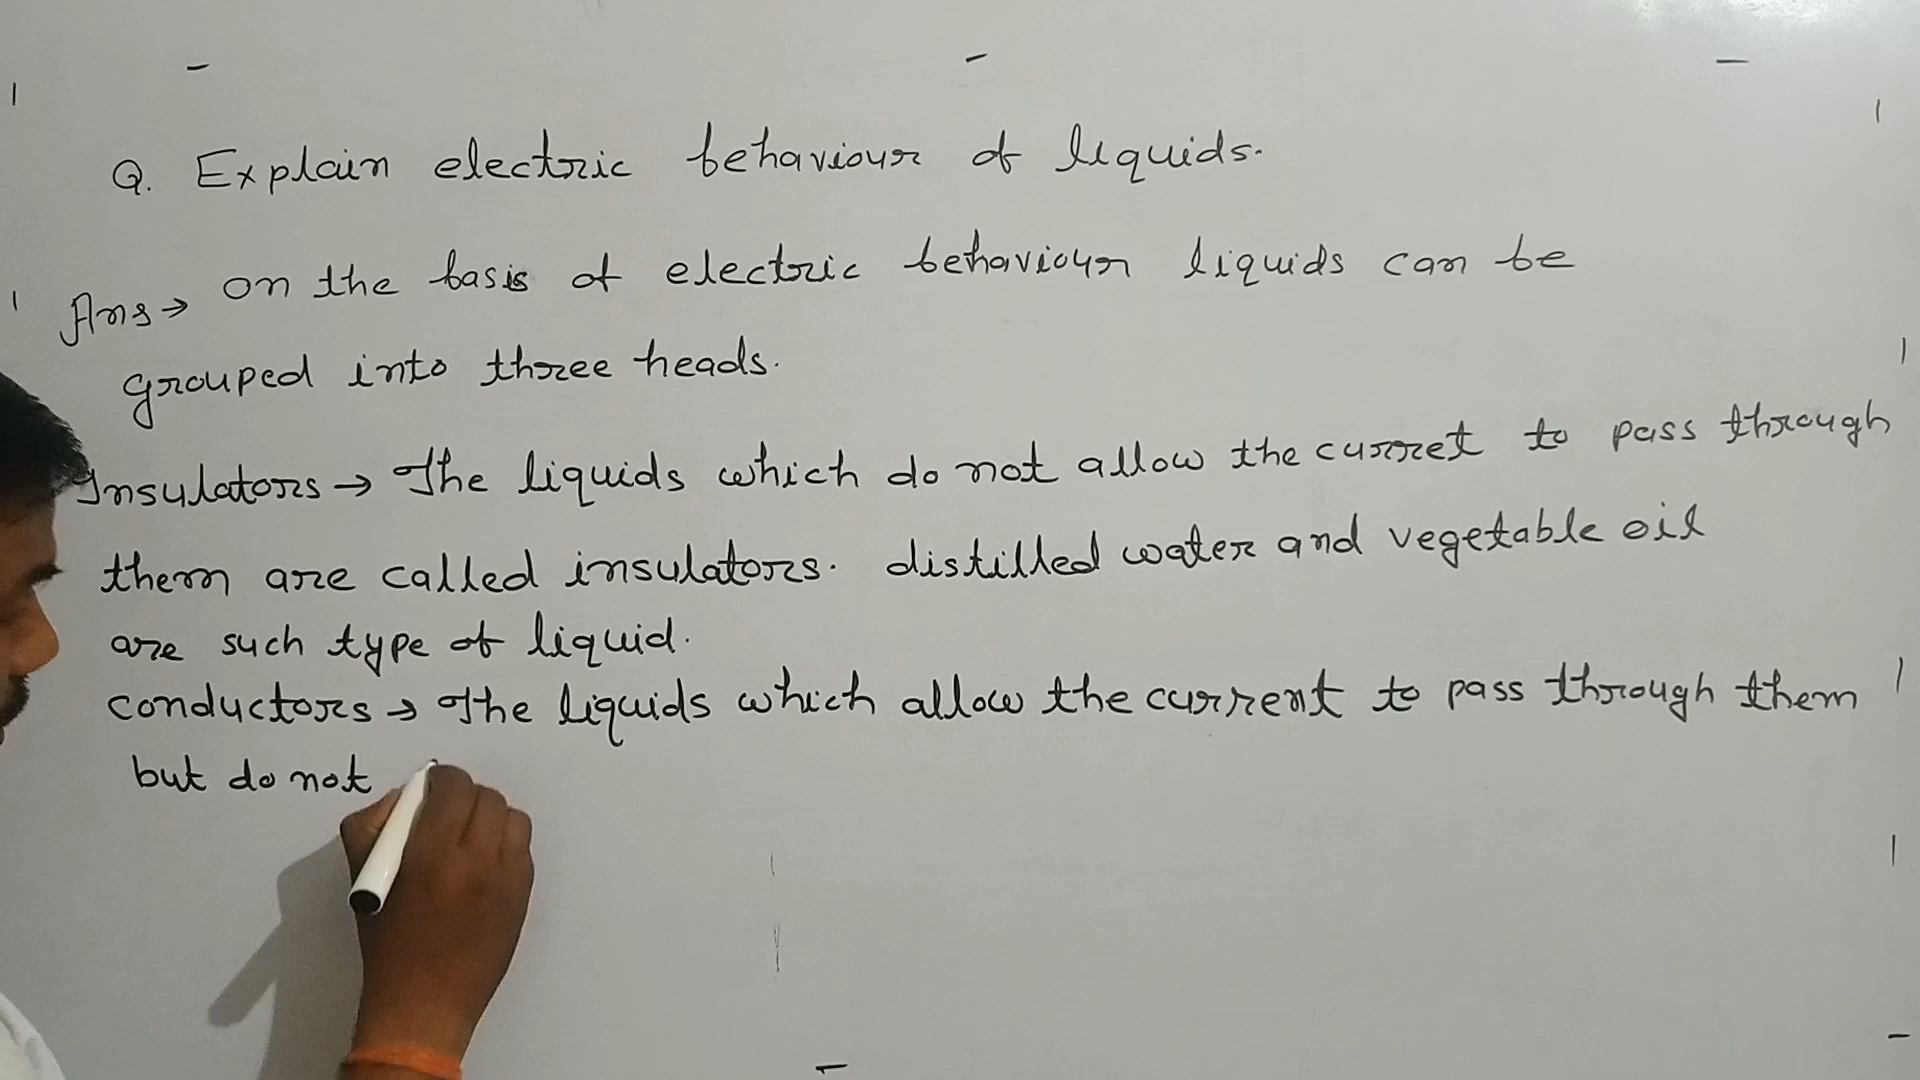 Q. Explain electric behaviour of liquids.
Ans → on the basis of electric behaviour liquids can be
grouped into three heads.
Insulators → The liquids which do not allow the curret to pass through
them are called insulators. distilled water and vegetable oil
are such type of liquid.
conductors → The liquids which allow the current to pass through them
but do not